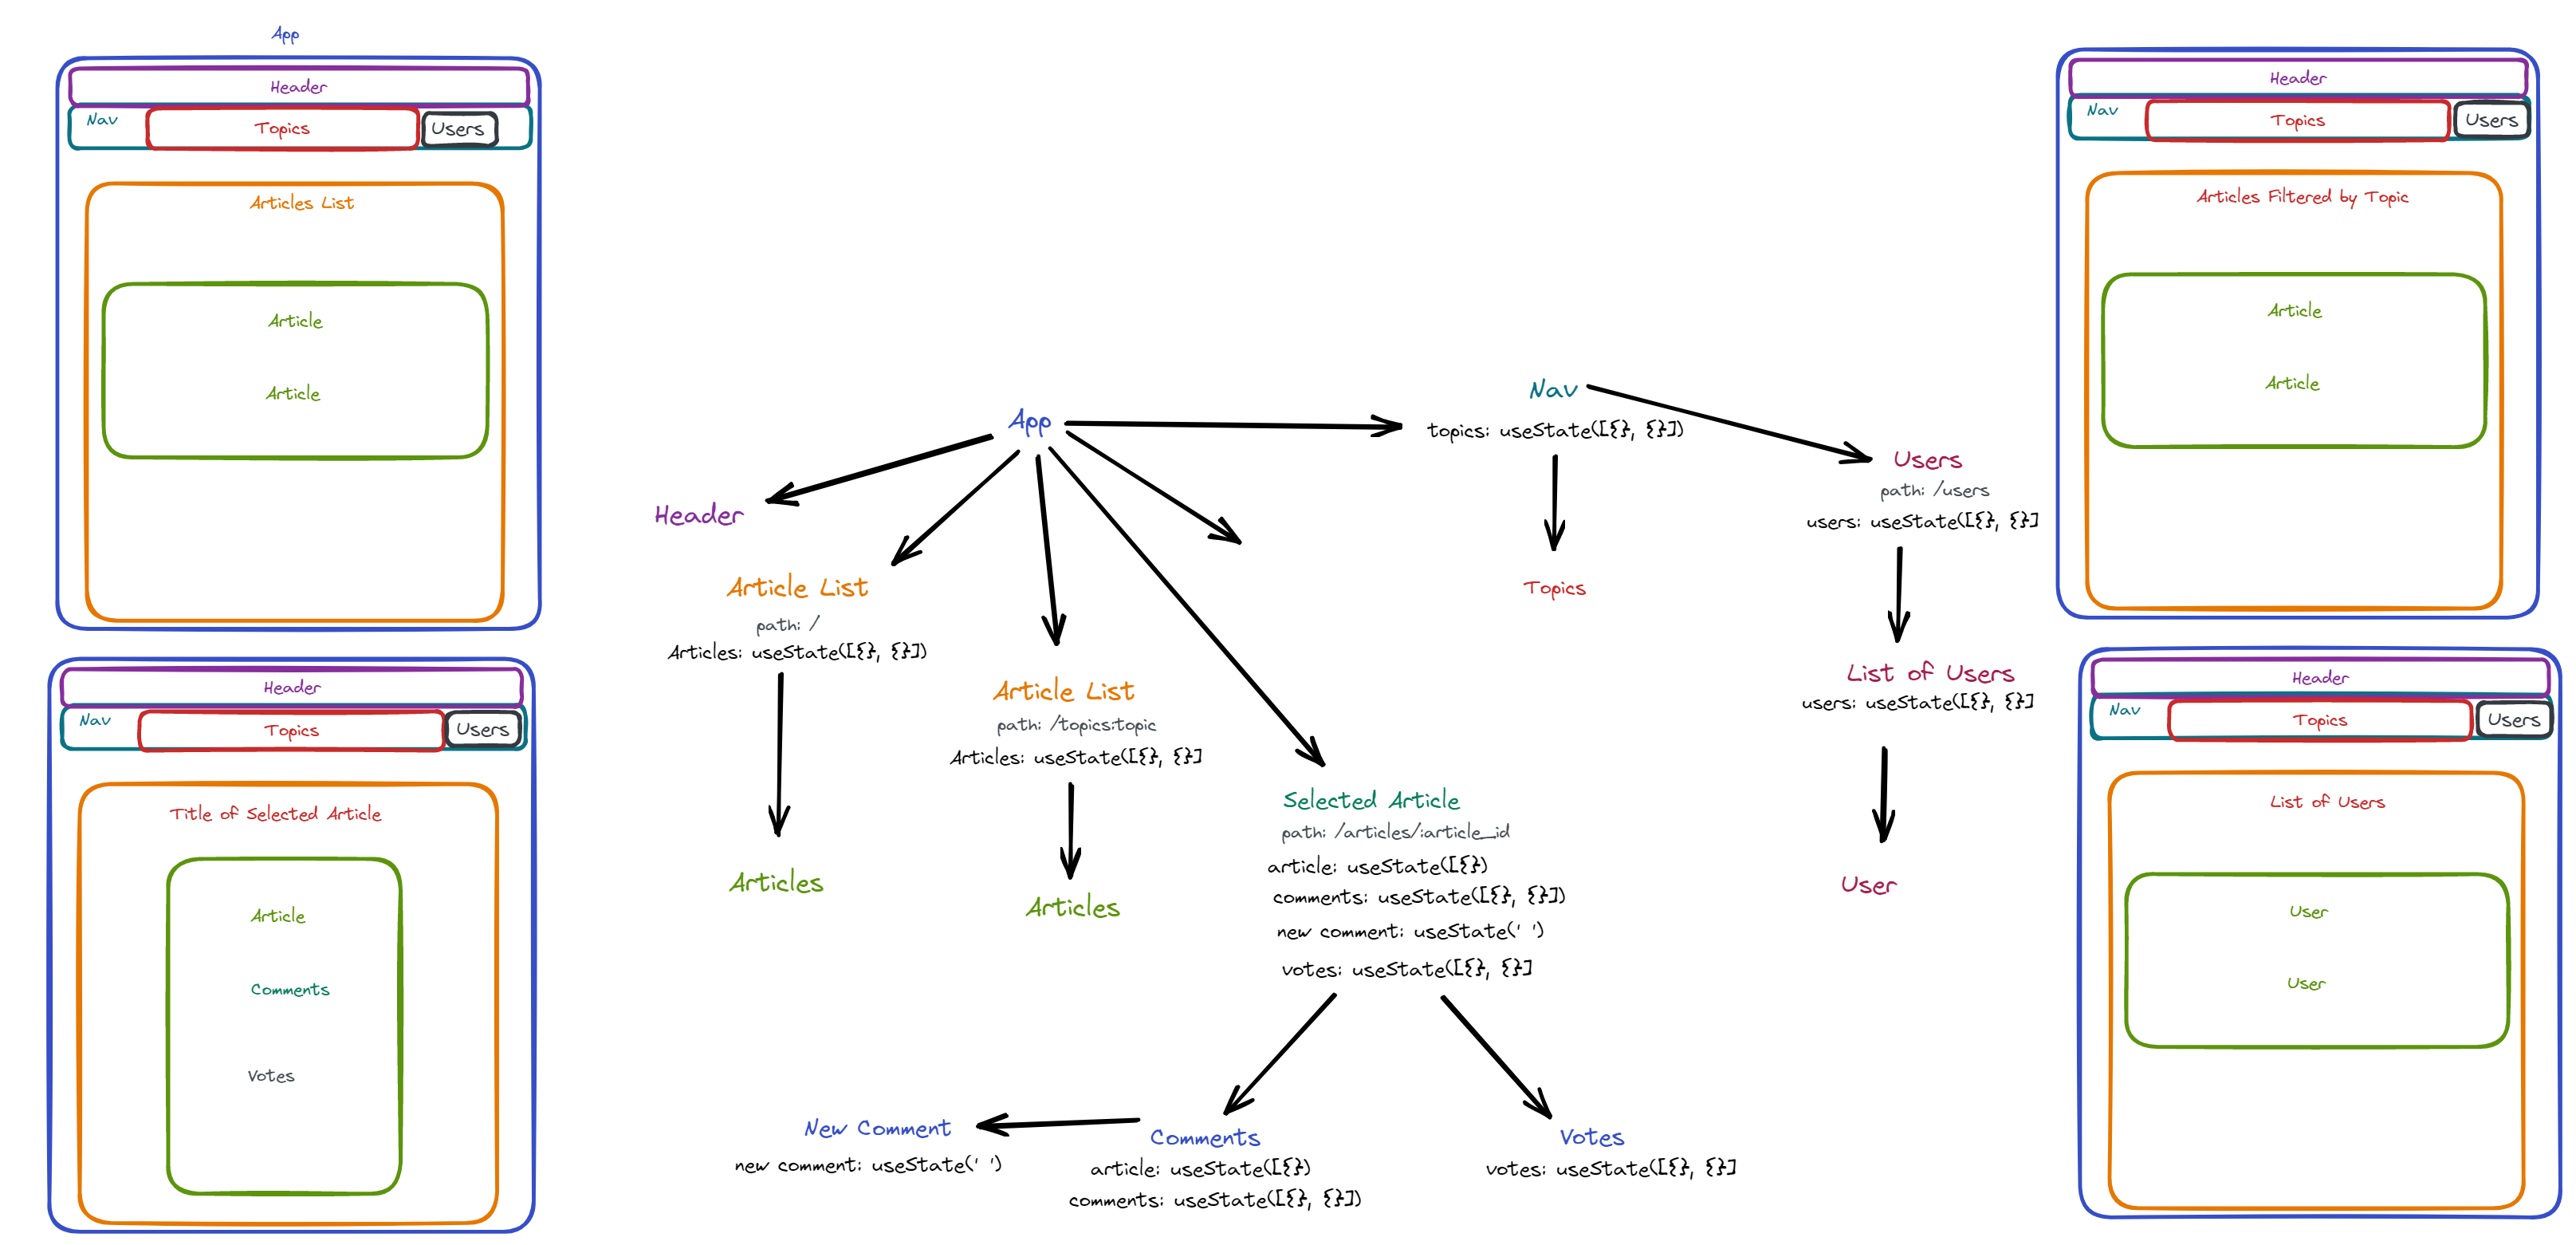 App
Header
Nav
Topics
Users
Articles List
Article
Article
Header
Nav
Topics
Users
Title of Selected Article
Article
Comments
Votes
App
Header
Article List
path: /
Articles: useState([{}, {}])
Articles
Article List
path: /topics:topic
Articles: useState([{}, {}]
Articles
Selected Article
path: /articles/:article_id
article: useState([{})
comments: useState([{}, {}])
new comment: useState(' ')
votes: useState([{}, {}]
New Comment
new comment: useState(' ')
Comments
article: useState([{})
comments: useState([{}, {}])
Votes
votes: useState([{}, {}]
Nav
topics: useState([{}, {}])
Topics
Users
path: /users
users: useState([{}, {}]
List of Users
users: useState([{}, {}]
User
Header
Nav
Topics
Users
Articles Filtered by Topic
Article
Article
Header
Nav
Topics
Users
List of Users
User
User